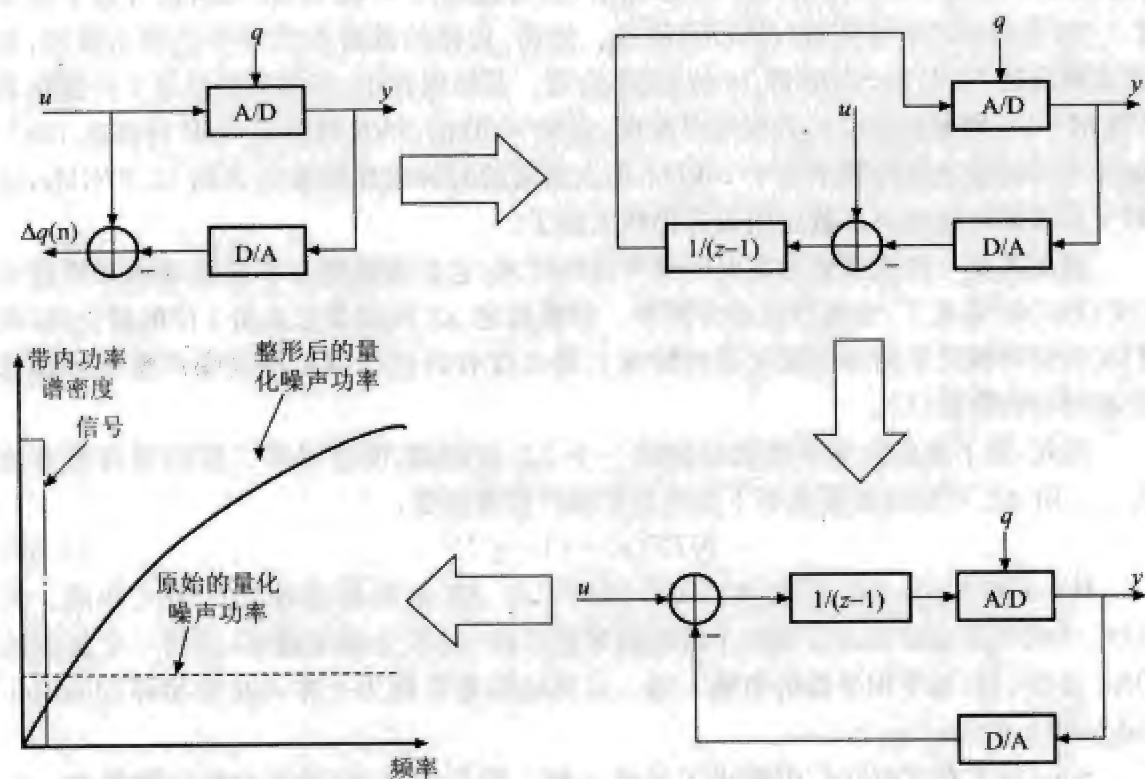 q
u
A/D
y
Δq(n)
−
D/A
q
A/D
y
u
1/(z−1)
−
D/A
带内功率
谱密度
信号
整形后的量
化噪声功率
原始的量化
噪声功率
频率
q
u
1/(z−1)
A/D
y
−
D/A